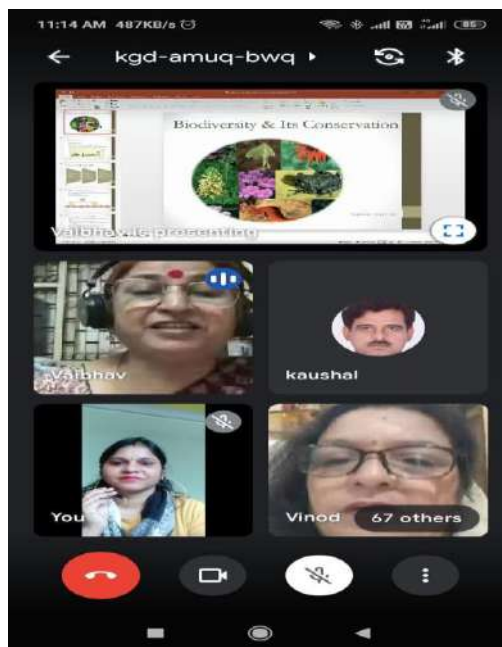 11:14 AM 487KB/s
85
kgd-amuq-bwq
Biodiversity & Its Conservation
Vaibhav is presenting
Vaibhav
kaushal
You
Vinod
67 others